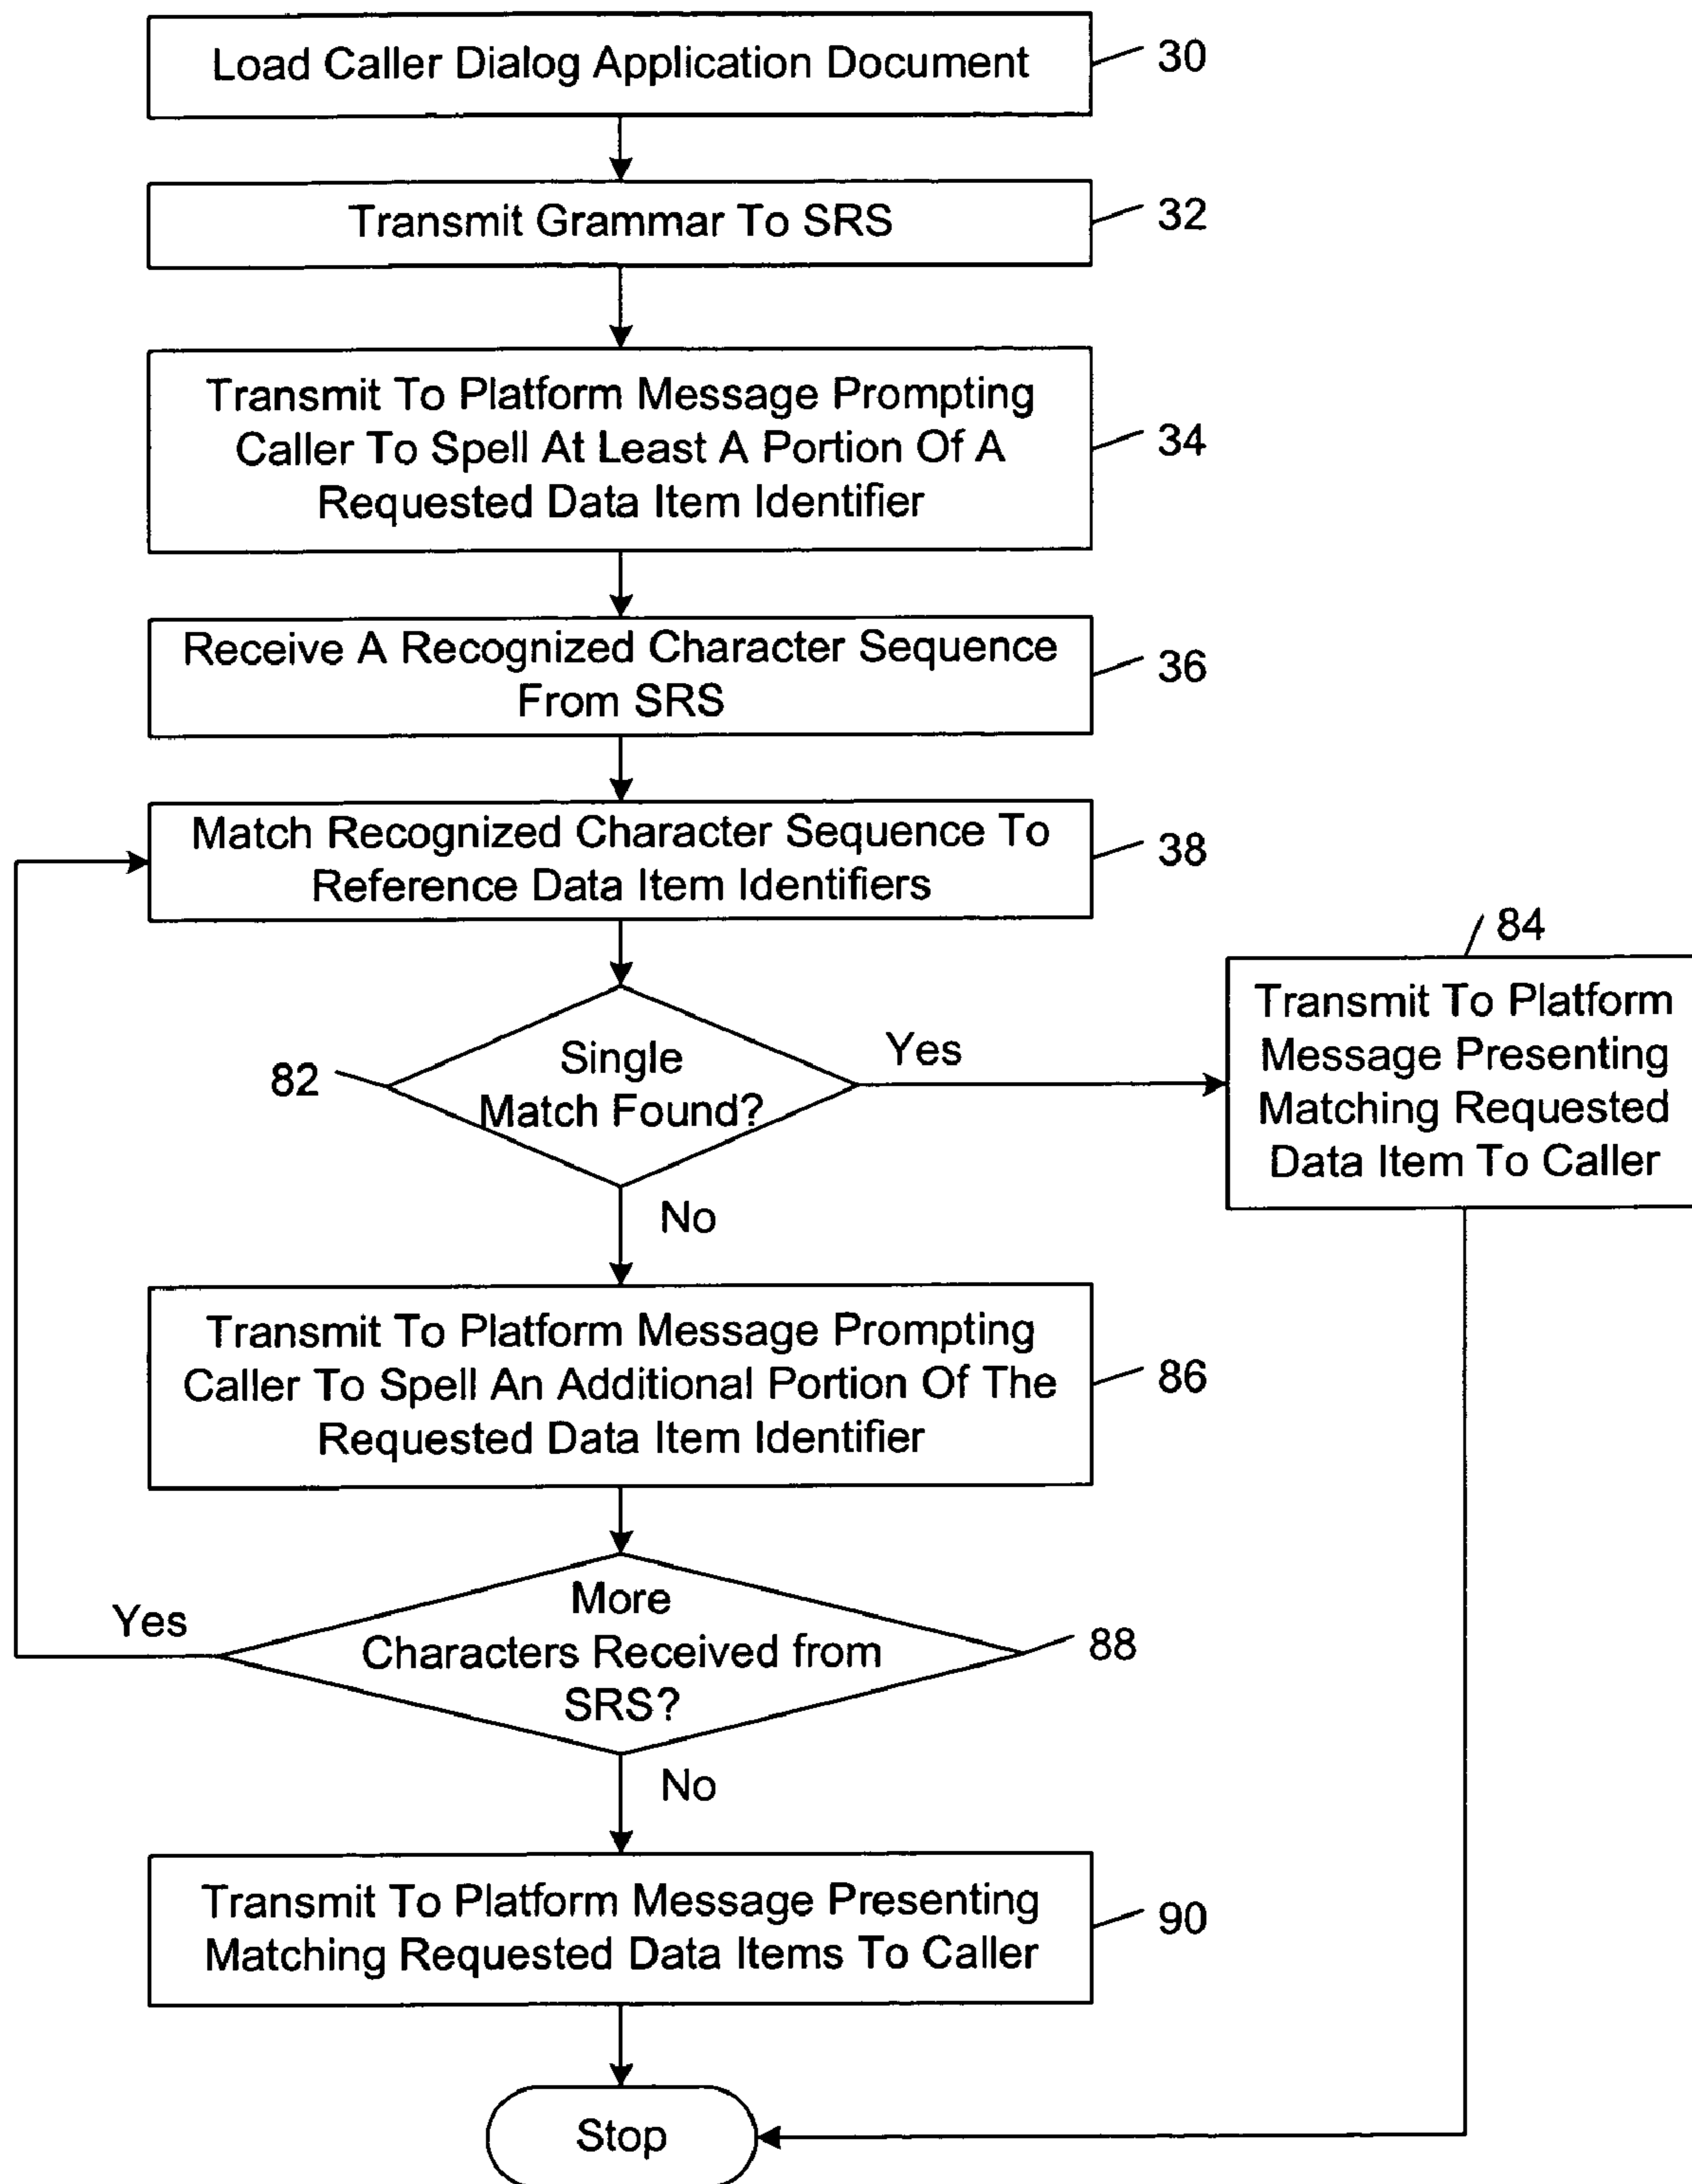 Load Caller Dialog Application Document
30
Transmit Grammar To SRS
32
Transmit To Platform Message Prompting
Caller To Spell At Least A Portion Of A
Requested Data Item Identifier
34
Receive A Recognized Character Sequence
From SRS
36
Match Recognized Character Sequence To
Reference Data Item Identifiers
38
82
Single
Match Found?
Yes
84
Transmit To Platform
Message Presenting
Matching Requested
Data Item To Caller
No
Transmit To Platform Message Prompting
Caller To Spell An Additional Portion Of The
Requested Data Item Identifier
86
Yes
More
Characters Received from
SRS?
88
No
Transmit To Platform Message Presenting
Matching Requested Data Items To Caller
90
Stop